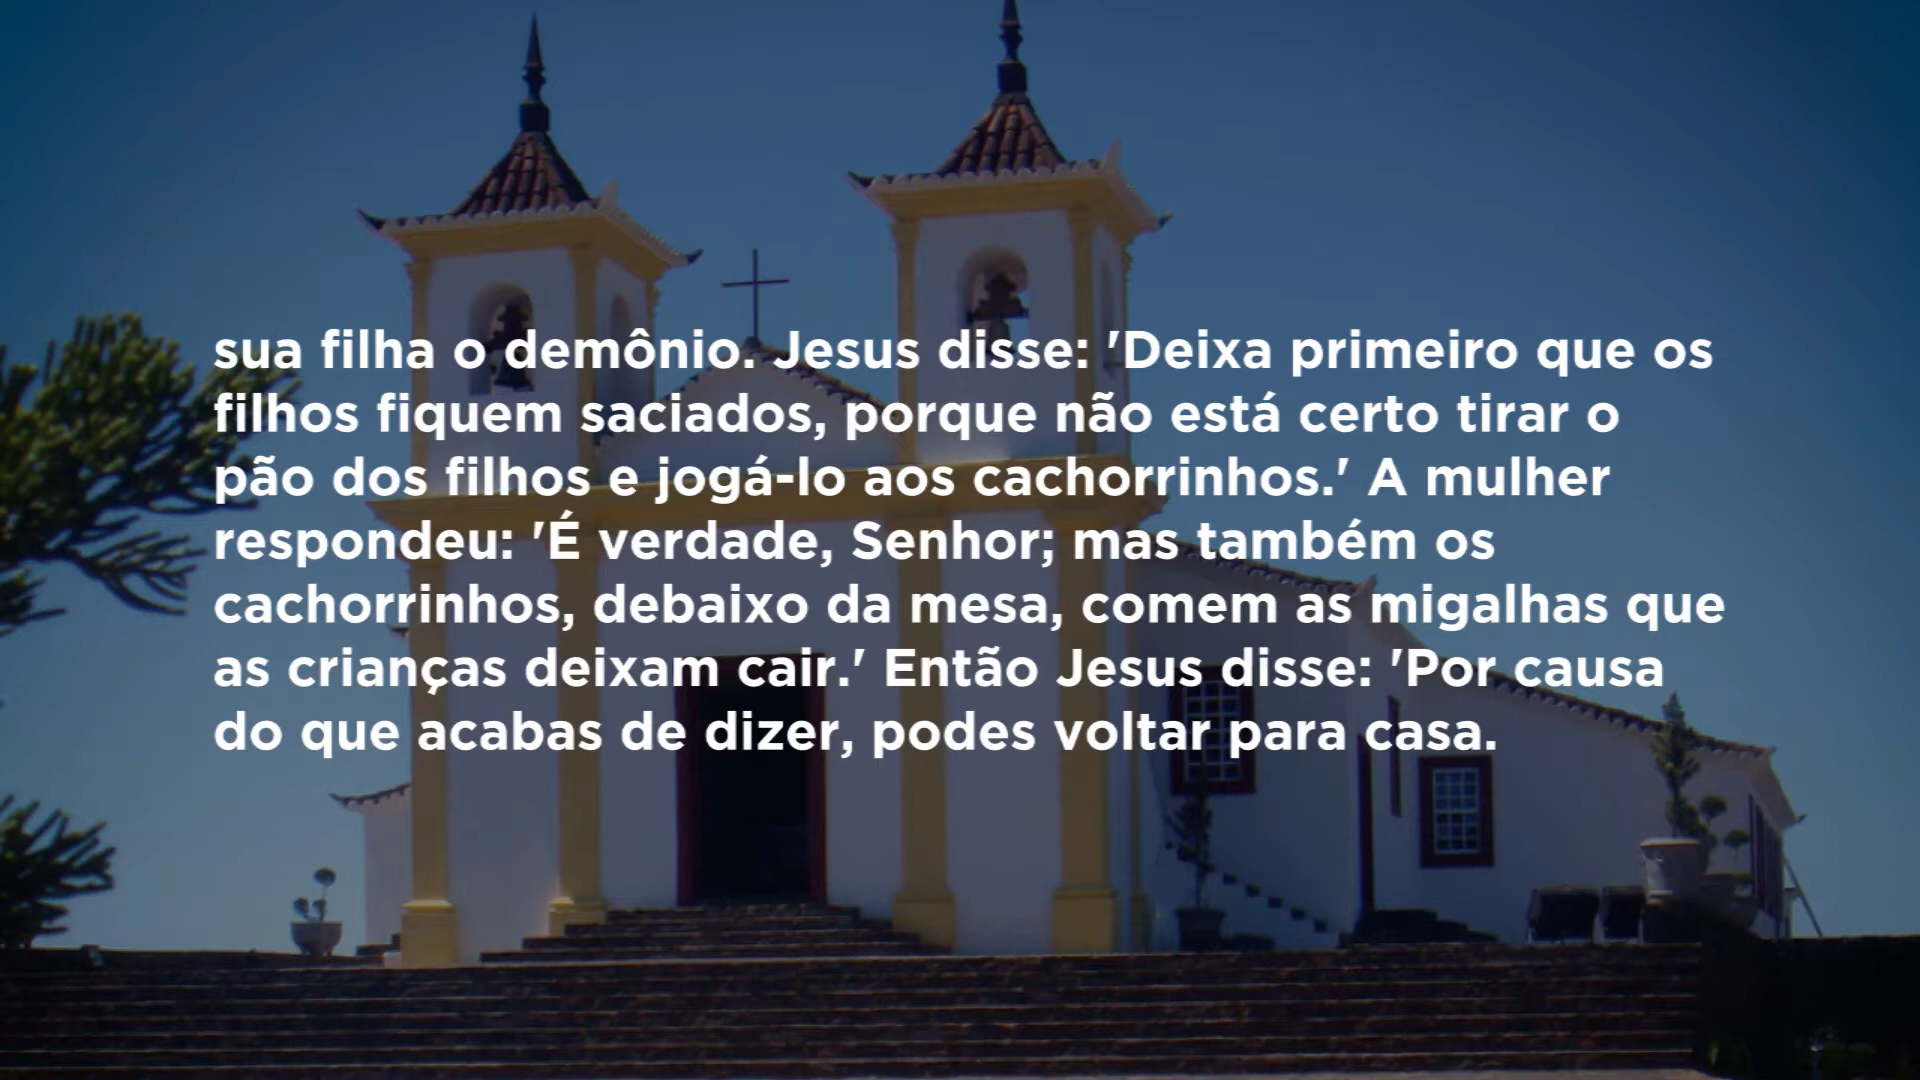 sua filha o demônio. Jesus disse: 'Deixa primeiro que os
filhos fiquem saciados, porque não está certo tirar o
pão dos filhos e jogá-lo aos cachorrinhos.' A mulher
respondeu: 'É verdade, Senhor; mas também os
cachorrinhos, debaixo da mesa, comem as migalhas que
as crianças deixam cair.' Então Jesus disse: 'Por causa
do que acabas de dizer, podes voltar para casa.